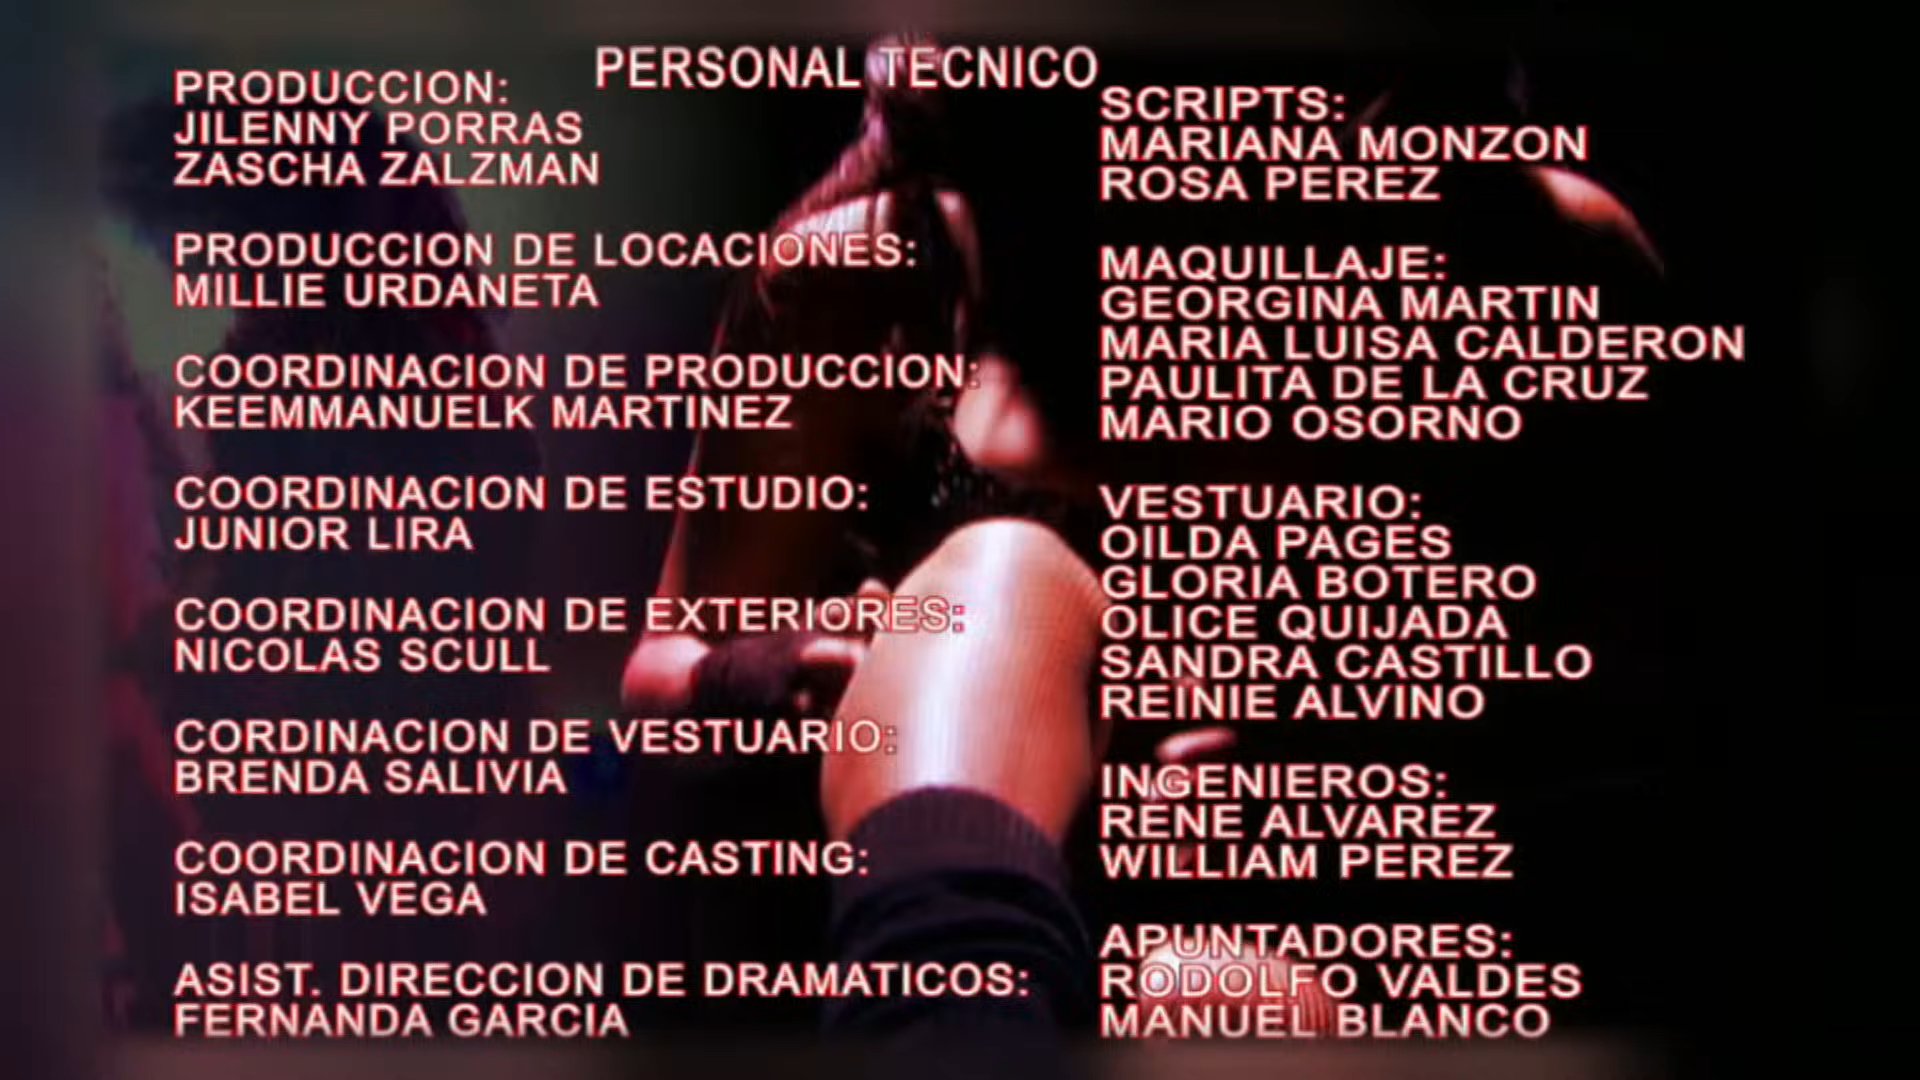 PERSONAL TECNICO
PRODUCCION:
JILENNY PORRAS
ZASCHA ZALZMAN
PRODUCCION DE LOCACIONES:
MILLIE URDANETA
COORDINACION DE PRODUCCION:
KEEMMANUELK MARTINEZ
COORDINACION DE ESTUDIO:
JUNIOR LIRA
COORDINACION DE EXTERIORES:
NICOLAS SCULL
CORDINACION DE VESTUARIO:
BRENDA SALIVIA
COORDINACION DE CASTING:
ISABEL VEGA
ASIST. DIRECCION DE DRAMATICOS:
FERNANDA GARCIA
SCRIPTS:
MARIANA MONZON
ROSA PEREZ
MAQUILLAJE:
GEORGINA MARTIN
MARIA LUISA CALDERON
PAULITA DE LA CRUZ
MARIO OSORNO
VESTUARIO:
OILDA PAGES
GLORIA BOTERO
OLICE QUIJADA
SANDRA CASTILLO
REINIE ALVINO
INGENIEROS:
RENE ALVAREZ
WILLIAM PEREZ
APUNTADORES:
RODOLFO VALDES
MANUEL BLANCO